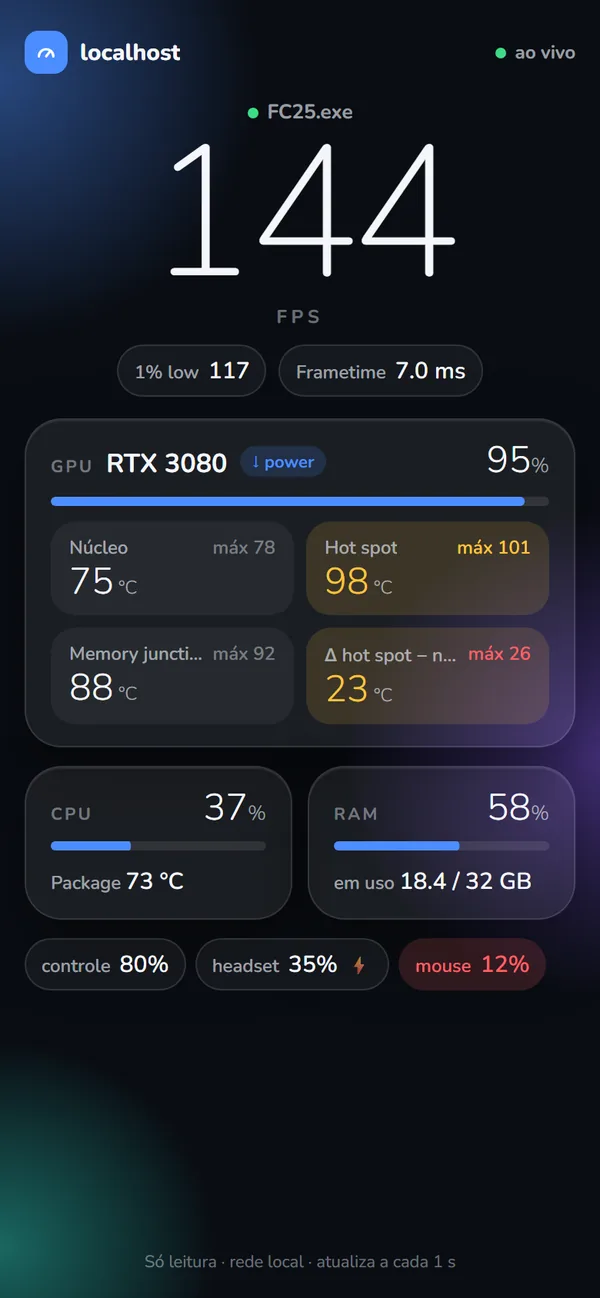 localhost
ao vivo
FC25.exe
144
FPS
1% low 117
Frametime 7.0 ms
GPU RTX 3080 ↓ power 95%
Núcleo máx 78
75 °C
Hot spot máx 101
98 °C
Memory juncti... máx 92
88 °C
Δ hot spot – n... máx 26
23 °C
CPU 37%
Package 73 °C
RAM 58%
em uso 18.4 / 32 GB
controle 80%
headset 35%
mouse 12%
Só leitura · rede local · atualiza a cada 1 s